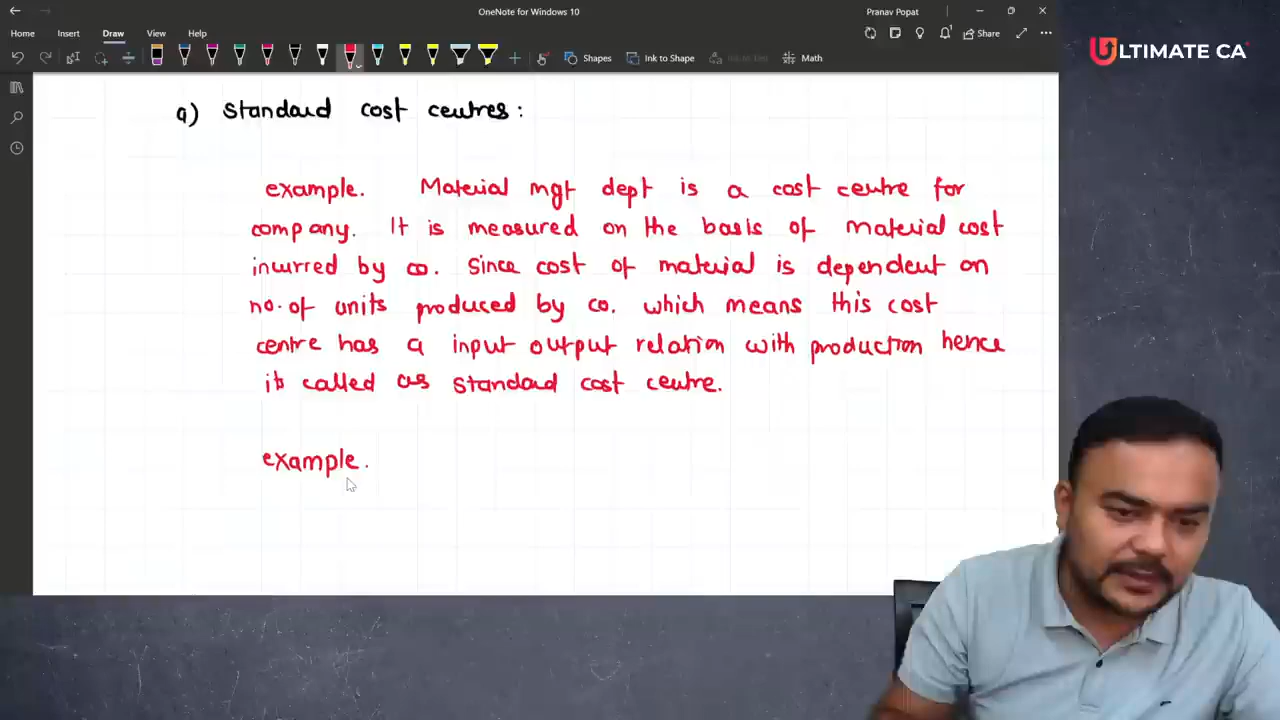 OneNote for Windows 10
Pranav Popat
Home Insert Draw View Help
Share
Shapes
Ink to Shape
Math
ULTIMATE CA
a) Standard cost centres:
example. Material mgt dept is a cost centre for
company. It is measured on the basis of material cost
incurred by co. Since cost of material is dependent on
no. of units produced by co. which means this cost
centre has a input output relation with production hence
its called as standard cost centre.
example.